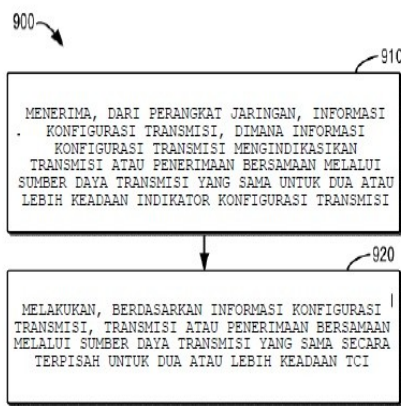 900
910
MENERIMA, DARI PERANGKAT JARINGAN, INFORMASI
. KONFIGURASI TRANSMISI, DIMANA INFORMASI
KONFIGURASI TRANSMISI MENGINDIKASIKAN
TRANSMISI ATAU PENERIMAAN BERSAMAAN MELALUI
SUMBER DAYA TRANSMISI YANG SAMA UNTUK DUA ATAU
LEBIH KEADAAN INDIKATOR KONFIGURASI TRANSMISI
920
MELAKUKAN, BERDASARKAN INFORMASI KONFIGURASI
TRANSMISI, TRANSMISI ATAU PENERIMAAN BERSAMAAN
MELALUI SUMBER DAYA TRANSMISI YANG SAMA SECARA
TERPISAH UNTUK DUA ATAU LEBIH KEADAAN TCI